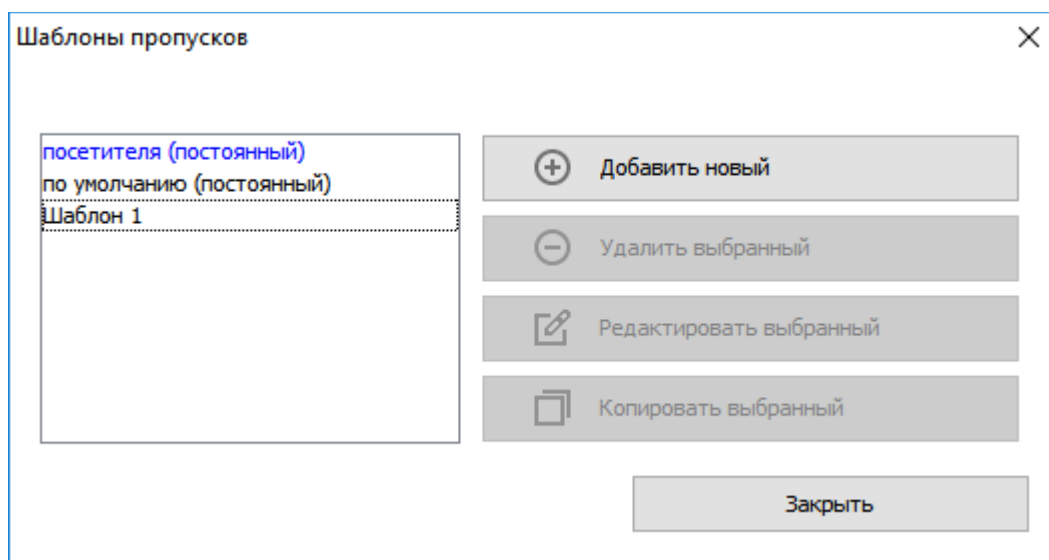 Шаблоны пропусков
посетителя (постоянный)
по умолчанию (постоянный)
Шаблон 1
Добавить новый
Удалить выбранный
Редактировать выбранный
Копировать выбранный
Закрыть